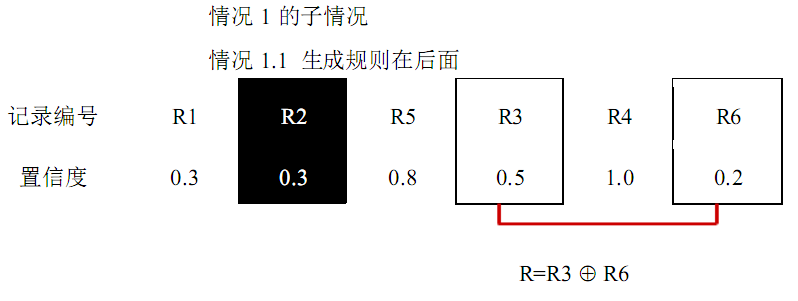 情况 1 的子情况
情况 1.1 生成规则在后面
记录编号 R1 R2 R5 R3 R4 R6
置信度 0.3 0.3 0.8 0.5 1.0 0.2
R=R3 ⊕ R6